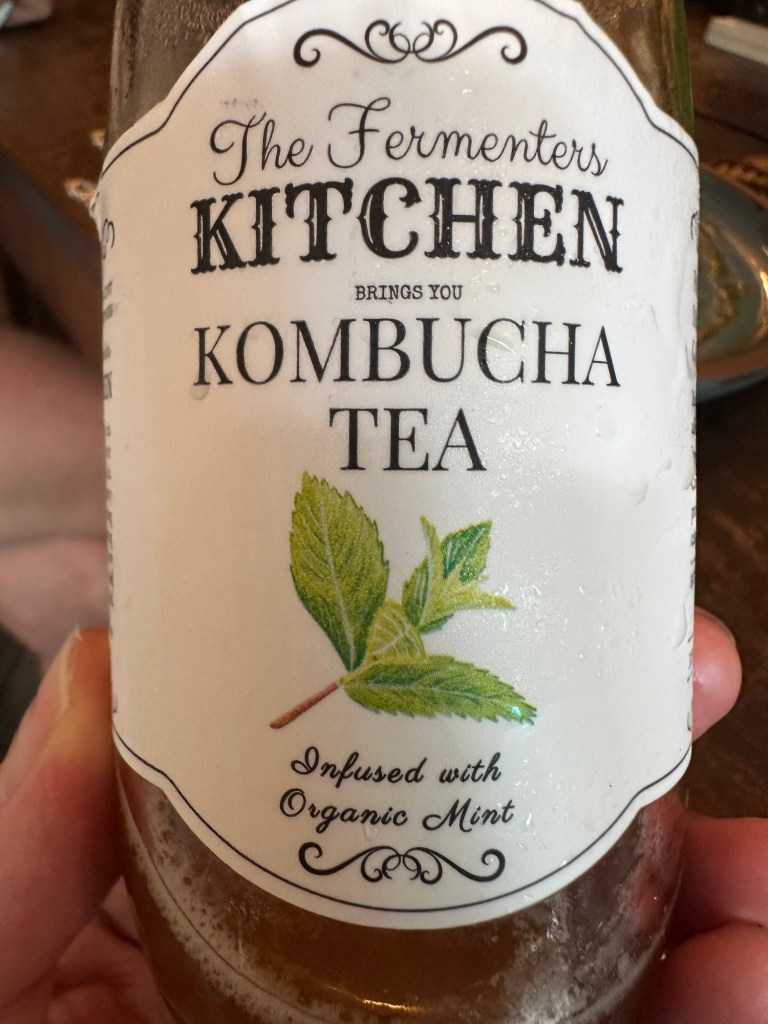 The Fermenters
KITCHEN
BRINGS YOU
KOMBUCHA
TEA
Infused with
Organic Mint